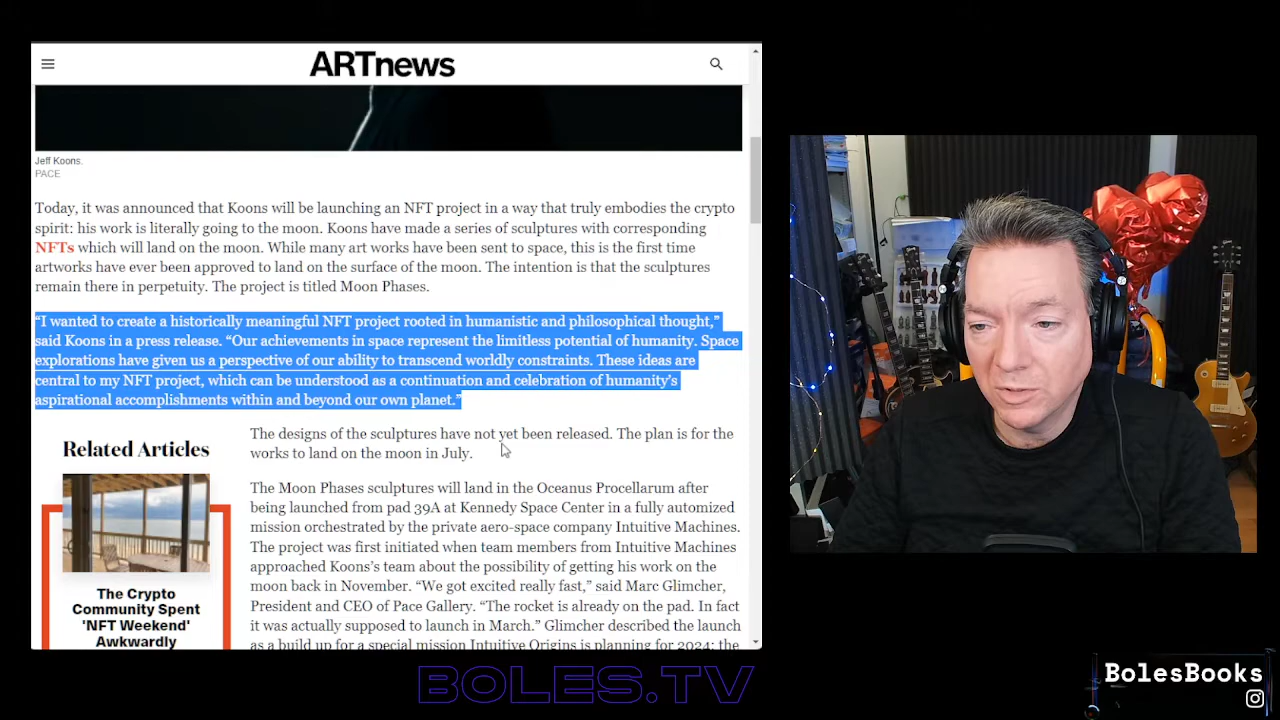 ARTnews
Jeff Koons.
PACE
Today, it was announced that Koons will be launching an NFT project in a way that truly embodies the crypto
spirit: his work is literally going to the moon. Koons have made a series of sculptures with corresponding
NFTs which will land on the moon. While many art works have been sent to space, this is the first time
artworks have ever been approved to land on the surface of the moon. The intention is that the sculptures
remain there in perpetuity. The project is titled Moon Phases.
“I wanted to create a historically meaningful NFT project rooted in humanistic and philosophical thought,”
said Koons in a press release. “Our achievements in space represent the limitless potential of humanity. Space
explorations have given us a perspective of our ability to transcend worldly constraints. These ideas are
central to my NFT project, which can be understood as a continuation and celebration of humanity’s
aspirational accomplishments within and beyond our own planet.”
The designs of the sculptures have not yet been released. The plan is for the
works to land on the moon in July.
Related Articles
The Crypto
Community Spent
'NFT Weekend'
Awkwardly
The Moon Phases sculptures will land in the Oceanus Procellarum after
being launched from pad 39A at Kennedy Space Center in a fully automized
mission orchestrated by the private aero-space company Intuitive Machines.
The project was first initiated when team members from Intuitive Machines
approached Koons’s team about the possibility of getting his work on the
moon back in November. “We got excited really fast,” said Marc Glimcher,
President and CEO of Pace Gallery. “The rocket is already on the pad. In fact
it was actually supposed to launch in March.” Glimcher described the launch
as a build up for a special mission Intuitive Origins is planning for 2024: the
BOLES.TV
BolesBooks